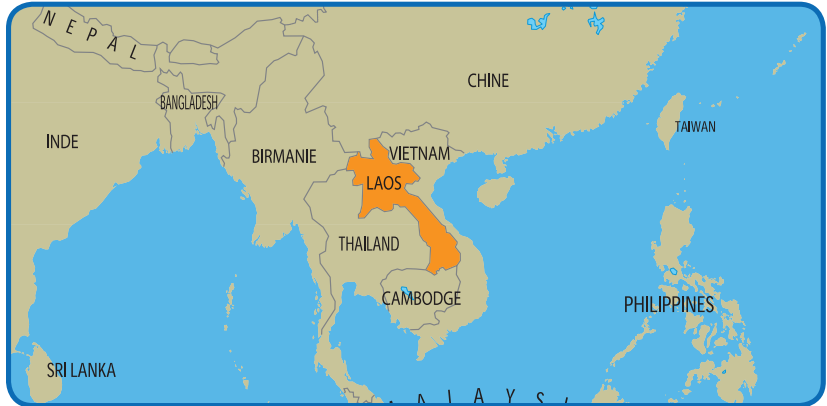 NEPAL
CHINE
BANGLADESH
TAIWAN
INDE
BIRMANIE
VIETNAM
LAOS
THAILAND
CAMBODGE
PHILIPPINES
SRI LANKA